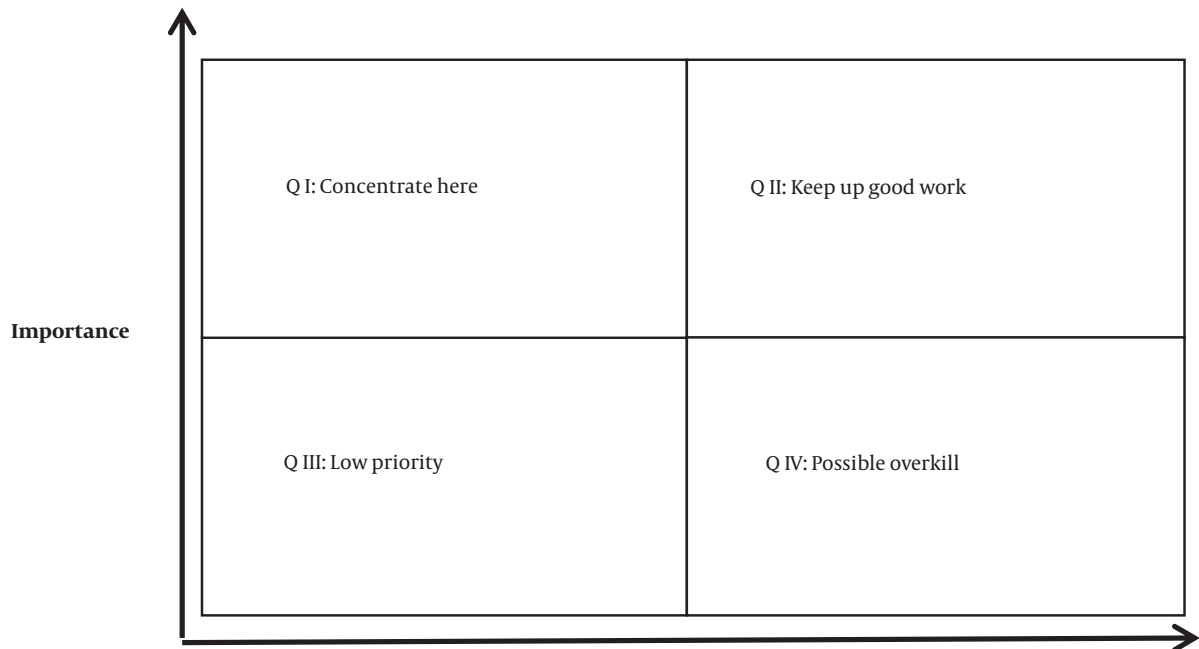 Q I: Concentrate here
Q II: Keep up good work
Importance
Q III: Low priority
Q IV: Possible overkill